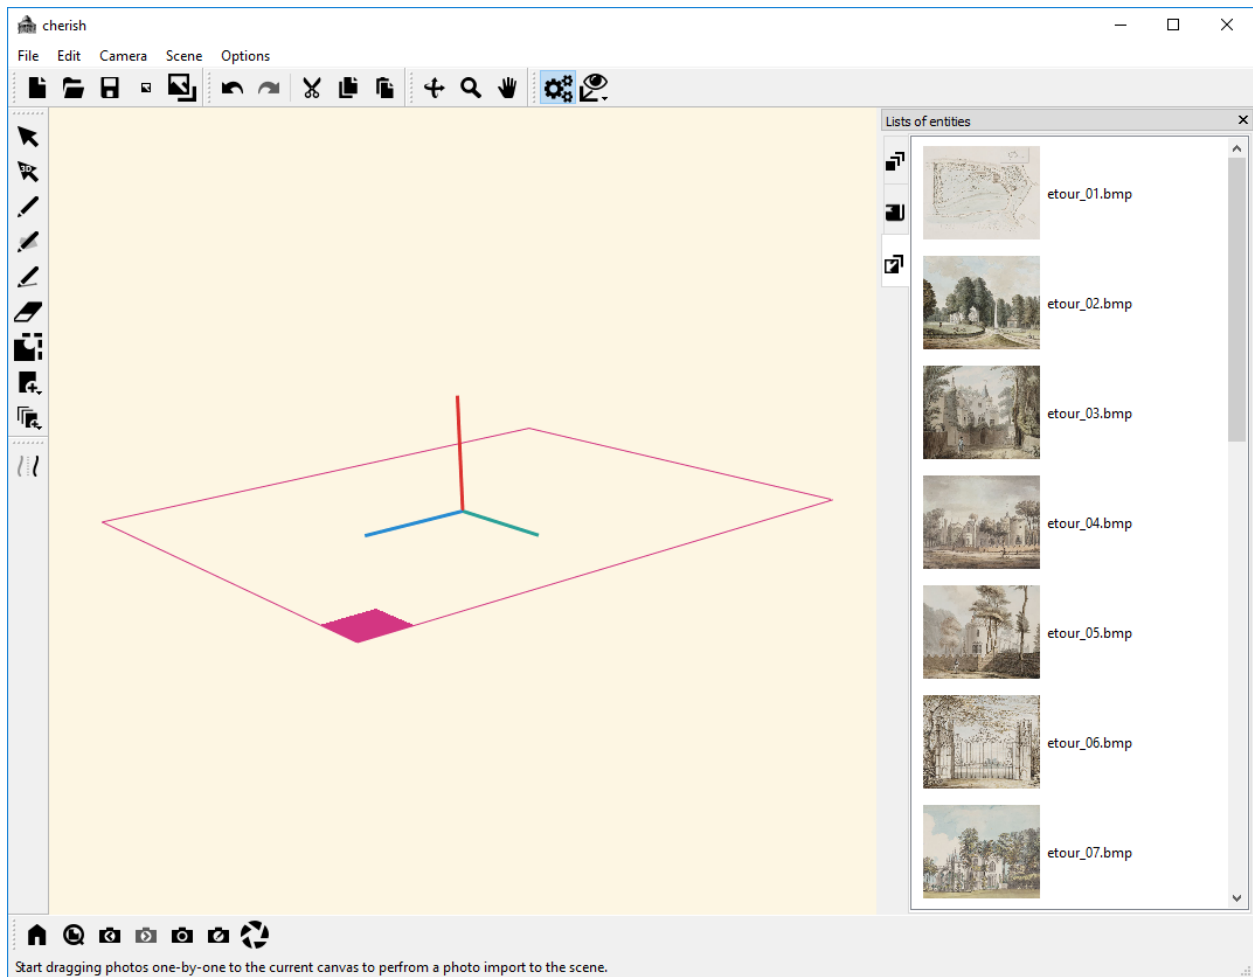 cherish
File Edit Camera Scene Options
Lists of entities
3D
etour_01.bmp
etour_02.bmp
etour_03.bmp
etour_04.bmp
etour_05.bmp
etour_06.bmp
etour_07.bmp
Start dragging photos one-by-one to the current canvas to perfrom a photo import to the scene.